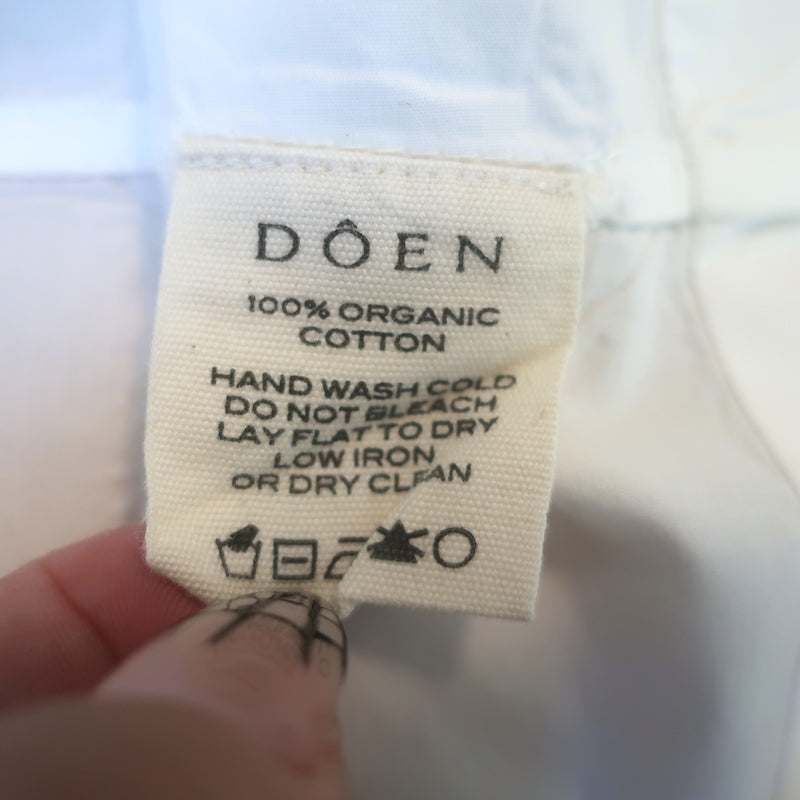 DÔEN
100% ORGANIC
COTTON
HAND WASH COLD
DO NOT BLEACH
LAY FLAT TO DRY
LOW IRON
OR DRY CLEAN